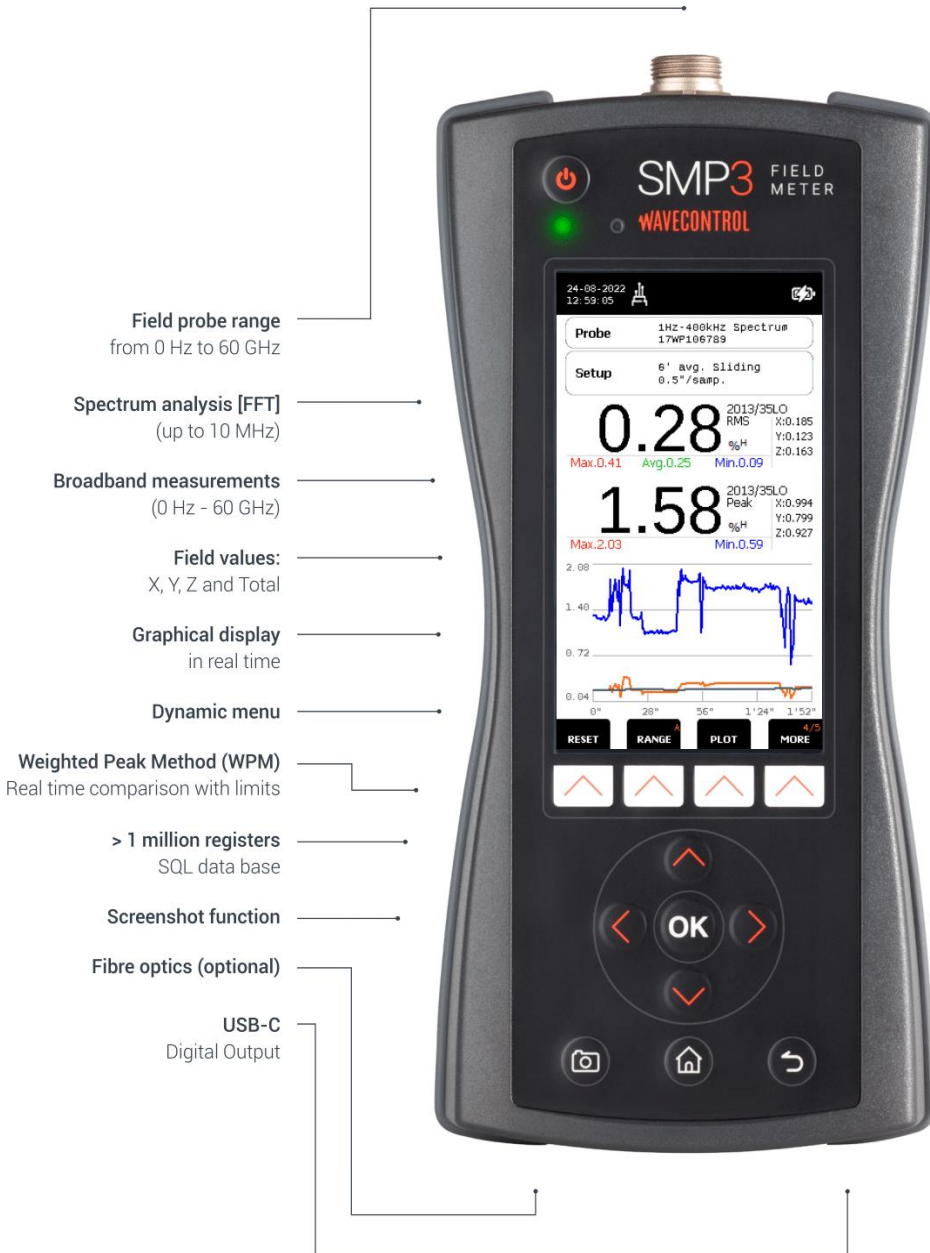 Field probe range
from 0 Hz to 60 GHz
Spectrum analysis [FFT]
(up to 10 MHz)
Broadband measurements
(0 Hz - 60 GHz)
Field values:
X, Y, Z and Total
Graphical display
in real time
Dynamic menu
Weighted Peak Method (WPM)
Real time comparison with limits
> 1 million registers
SQL data base
Screenshot function
Fibre optics (optional)
USB-C
Digital Output
SMP3 FIELD METER
WAVECONTROL
24-08-2022
12:59:05
Probe 1Hz-400kHz Spectrum
17WP106789
Setup 6' avg. Sliding
0.5"/samp.
0.28 2013/35LO
RMS X:0.185
%H Y:0.123
Z:0.163
Max.0.41 Avg.0.25 Min.0.09
1.58 2013/35LO
Peak X:0.994
%H Y:0.799
Z:0.927
Max.2.03 Min.0.59
2.08
1.40
0.72
0.04
0" 28" 56" 1'24" 1'52"
A 4/5
RESET RANGE PLOT MORE
OK